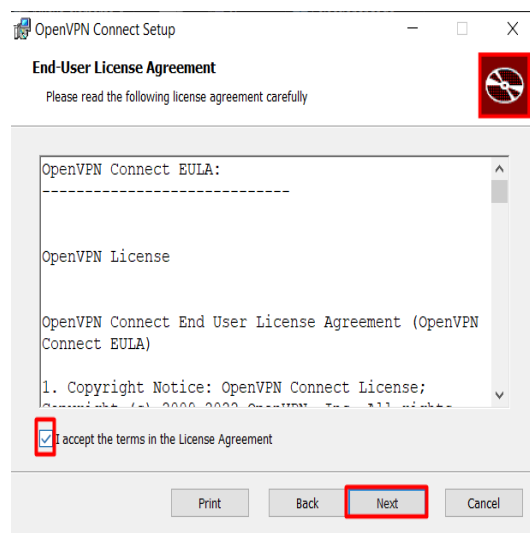 OpenVPN Connect Setup
End-User License Agreement
Please read the following license agreement carefully
OpenVPN Connect EULA:
-----------------------------
OpenVPN License
OpenVPN Connect End User License Agreement (OpenVPN
Connect EULA)
1. Copyright Notice: OpenVPN Connect License;
I accept the terms in the License Agreement
Print Back Next Cancel